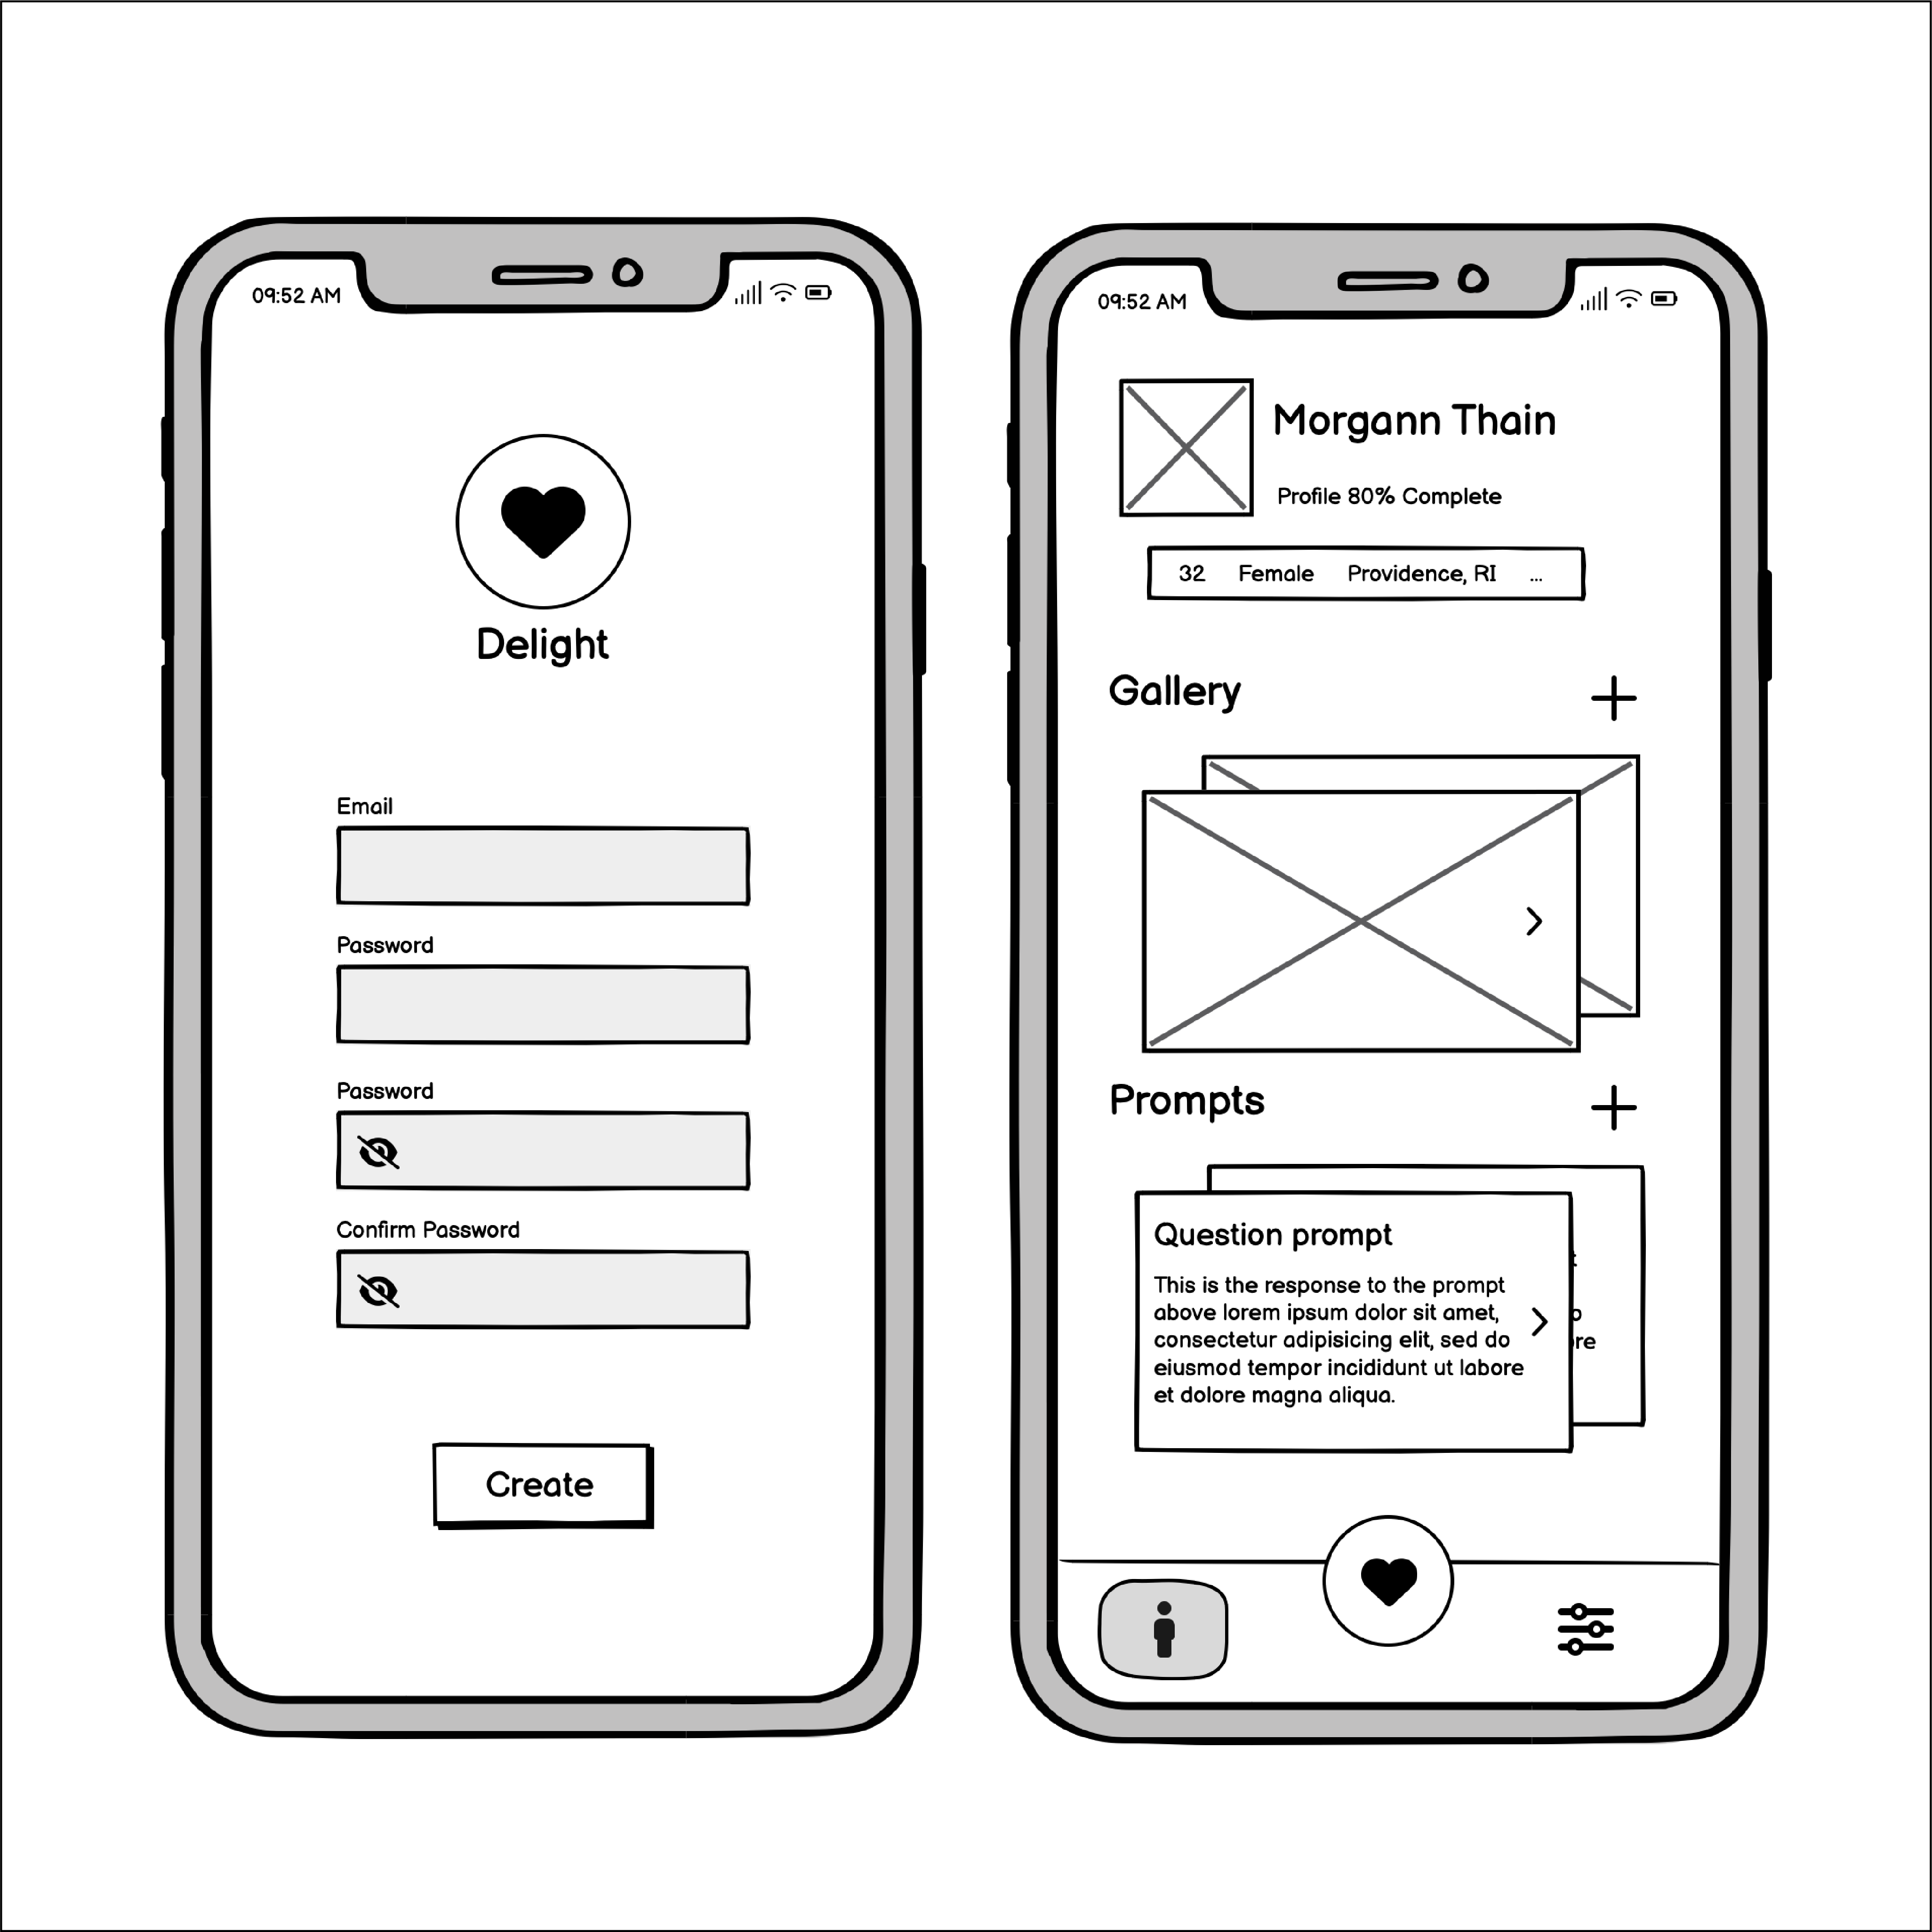 09:52 AM
Delight
Email
Password
Password
Confirm Password
Create
09:52 AM
Morgann Thain
Profile 80% Complete
32 Female Providence, RI ...
Gallery
Prompts
Question prompt
This is the response to the prompt
above lorem ipsum dolor sit amet,
consectetur adipisicing elit, sed do
eiusmod tempor incididunt ut labore
et dolore magna aliqua.